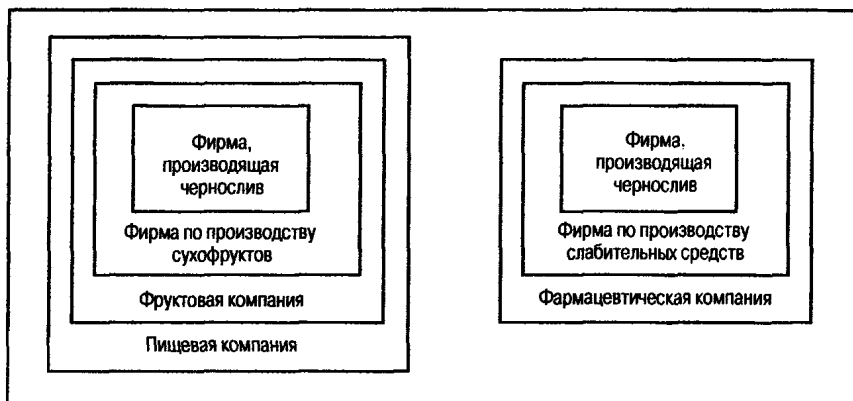 Фирма,
производящая
чернослив
Фирма по производству
сухофруктов
Фруктовая компания
Пищевая компания
Фирма.
производящая
чернослив
Фирма по производству
слабительных средств
Фармацевтическая компания